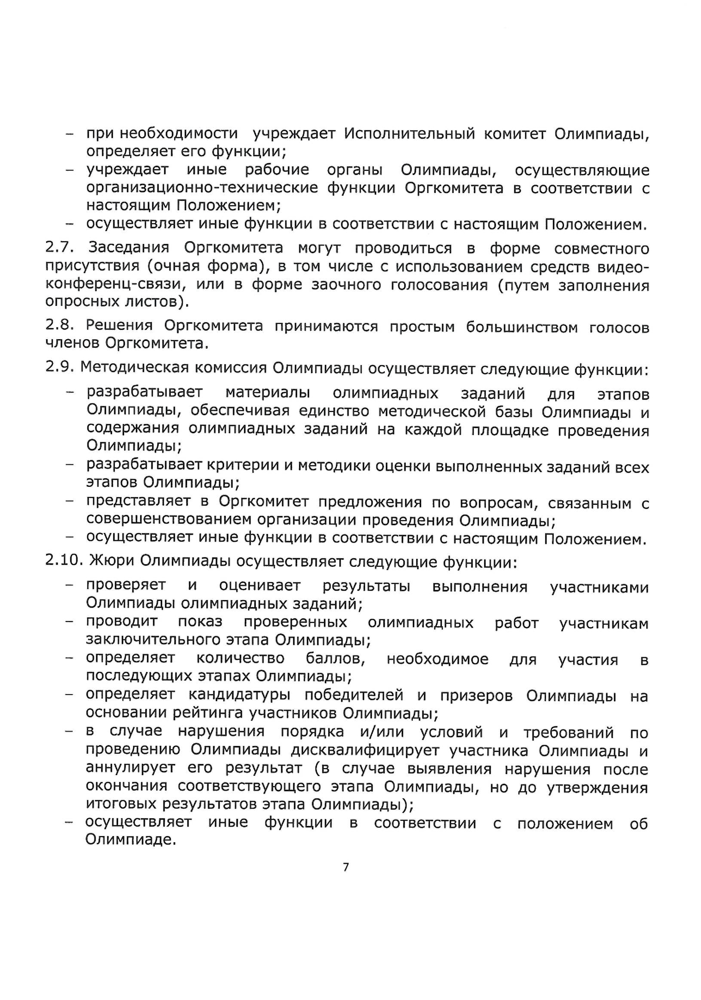 – при необходимости учреждает Исполнительный комитет Олимпиады,
определяет его функции;
– учреждает иные рабочие органы Олимпиады, осуществляющие
организационно-технические функции Оргкомитета в соответствии с
настоящим Положением;
– осуществляет иные функции в соответствии с настоящим Положением.
2.7. Заседания Оргкомитета могут проводиться в форме совместного
присутствия (очная форма), в том числе с использованием средств видео-
конференц-связи, или в форме заочного голосования (путем заполнения
опросных листов).
2.8. Решения Оргкомитета принимаются простым большинством голосов
членов Оргкомитета.
2.9. Методическая комиссия Олимпиады осуществляет следующие функции:
– разрабатывает материалы олимпиадных заданий для этапов
Олимпиады, обеспечивая единство методической базы Олимпиады и
содержания олимпиадных заданий на каждой площадке проведения
Олимпиады;
– разрабатывает критерии и методики оценки выполненных заданий всех
этапов Олимпиады;
– представляет в Оргкомитет предложения по вопросам, связанным с
совершенствованием организации проведения Олимпиады;
– осуществляет иные функции в соответствии с настоящим Положением.
2.10. Жюри Олимпиады осуществляет следующие функции:
– проверяет и оценивает результаты выполнения участниками
Олимпиады олимпиадных заданий;
– проводит показ проверенных олимпиадных работ участникам
заключительного этапа Олимпиады;
– определяет количество баллов, необходимое для участия в
последующих этапах Олимпиады;
– определяет кандидатуры победителей и призеров Олимпиады на
основании рейтинга участников Олимпиады;
– в случае нарушения порядка и/или условий и требований по
проведению Олимпиады дисквалифицирует участника Олимпиады и
аннулирует его результат (в случае выявления нарушения после
окончания соответствующего этапа Олимпиады, но до утверждения
итоговых результатов этапа Олимпиады);
– осуществляет иные функции в соответствии с положением об
Олимпиаде.
7